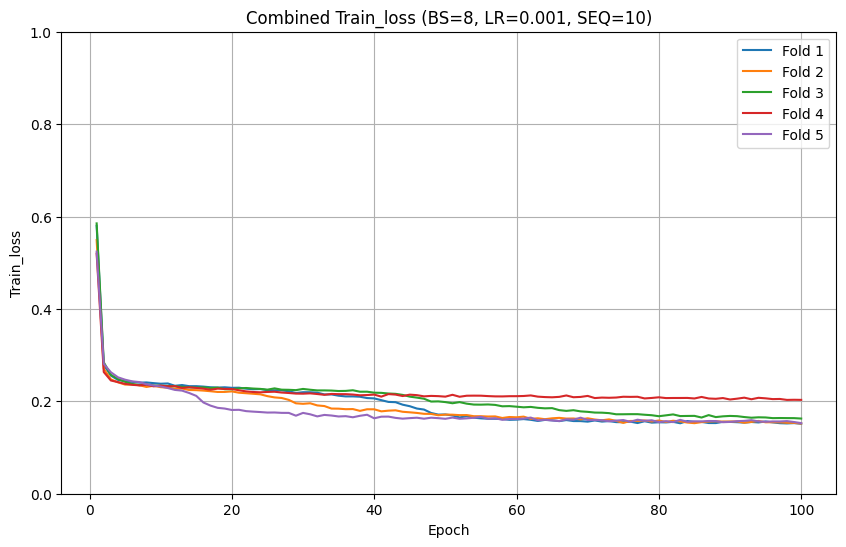 Combined Train_loss (BS=8, LR=0.001, SEQ=10)
Train_loss
1.0
0.8
0.6
0.4
0.2
0.0
Fold 1
Fold 2
Fold 3
Fold 4
Fold 5
0 20 40 60 80 100
Epoch